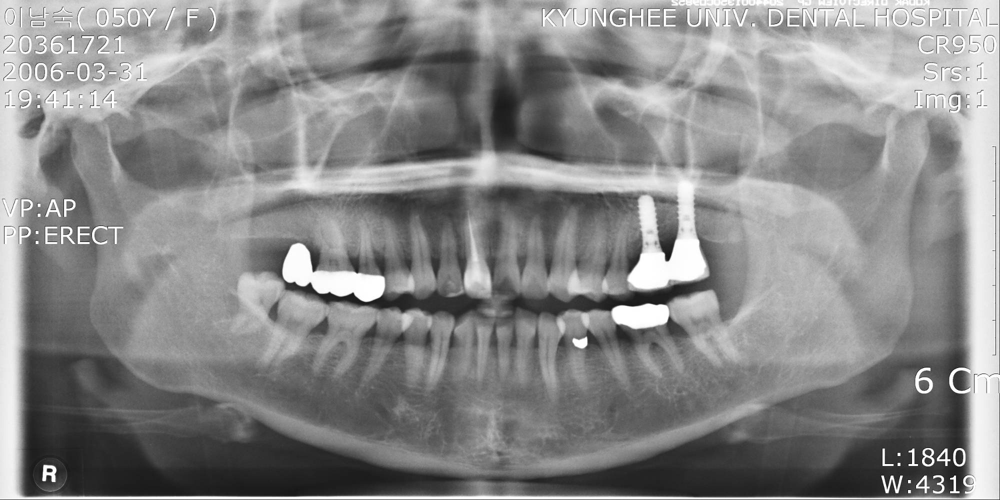 이남숙( 050Y / F )
20361721
2006-03-31
19:41:14
VP:AP
PP:ERECT
KYUNGHEE UNIV. DENTAL HOSPITAL
CR950
Srs:1
Img:1
6 Cm
L:1840
W:4319
R